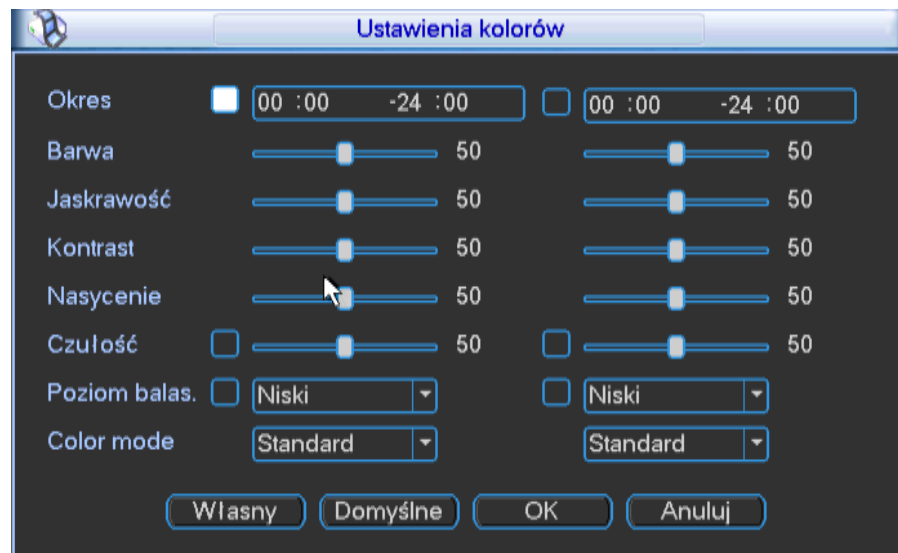 Ustawienia kolorów
Okres 00 :00 -24 :00 00 :00 -24 :00
Barwa 50 50
Jaskrawość 50 50
Kontrast 50 50
Nasycenie 50 50
Czułość 50 50
Poziom balas. Niski Niski
Color mode Standard Standard
Własny Domyślne OK Anuluj